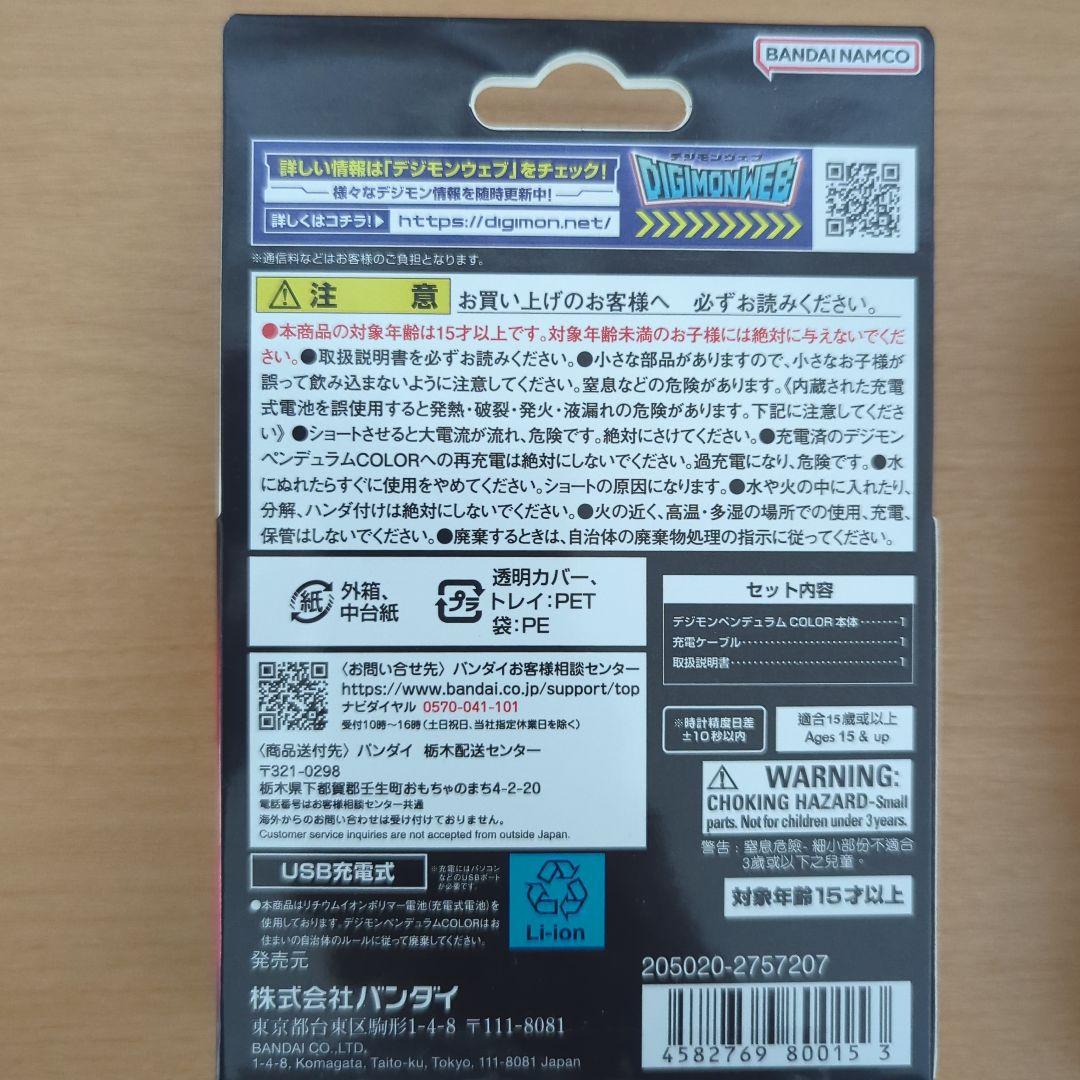 BANDAI NAMCO
詳しい情報は「デジモンウェブ」をチェック!
様々なデジモン情報を随時更新中!
詳しくはコチラ!▶ https://digimon.net/
デジモンウェブ
DIGIMONWEB
※通信料などはお客様のご負担となります。
注意 お買い上げのお客様へ 必ずお読みください。
●本商品の対象年齢は15才以上です。対象年齢未満のお子様には絶対に与えないでくだ
さい。●取扱説明書を必ずお読みください。●小さな部品がありますので、小さなお子様が
誤って飲み込まないように注意してください。窒息などの危険があります。《内蔵された充電
式電池を誤使用すると発熱・破裂・発火・液漏れの危険があります。下記に注意してくださ
い》●ショートさせると大電流が流れ、危険です。絶対にさけてください。●充電済のデジモン
ペンデュラムCOLORへの再充電は絶対にしないでください。過充電になり、危険です。●水
にぬれたらすぐに使用をやめてください。ショートの原因になります。●水や火の中に入れたり、
分解、ハンダ付けは絶対にしないでください。●火の近く、高温・多湿の場所での使用、充電、
保管はしないでください。●廃棄するときは、自治体の廃棄物処理の指示に従ってください。
紙 外箱、
中台紙
プラ 透明カバー、
トレイ:PET
袋:PE
セット内容
デジモンペンデュラム COLOR 本体‥‥‥1
充電ケーブル‥‥‥‥‥‥‥‥‥‥1
取扱説明書‥‥‥‥‥‥‥‥‥‥‥1
〈お問い合せ先〉バンダイお客様相談センター
https://www.bandai.co.jp/support/top
ナビダイヤル 0570-041-101
受付10時〜16時(土日祝日、当社指定休業日を除く)
〈商品送付先〉バンダイ 栃木配送センター
〒321-0298
栃木県下都賀郡壬生町おもちゃのまち4-2-20
電話番号はお客様相談センター共通
海外からのお問い合わせは受け付けておりません。
Customer service inquiries are not accepted from outside Japan.
※時計精度日差
±10秒以内
適合15歲或以上
Ages 15 & up
WARNING:
CHOKING HAZARD-Small
parts. Not for children under 3 years.
警告：窒息危險- 細小部份不適合
3歲或以下之兒童。
対象年齢15才以上
USB充電式
※充電にはパソコン
などのUSBポート
が必要です。
●本商品はリチウムイオンポリマー電池(充電式電池)を
使用しております。デジモンペンデュラムCOLORはお
住まいの自治体のルールに従って廃棄してください。
Li-ion
発売元
株式会社バンダイ
東京都台東区駒形1-4-8 〒111-8081
BANDAI CO.,LTD.
1-4-8, Komagata, Taito-ku, Tokyo, 111-8081 Japan
205020-2757207
4582769 80015 3